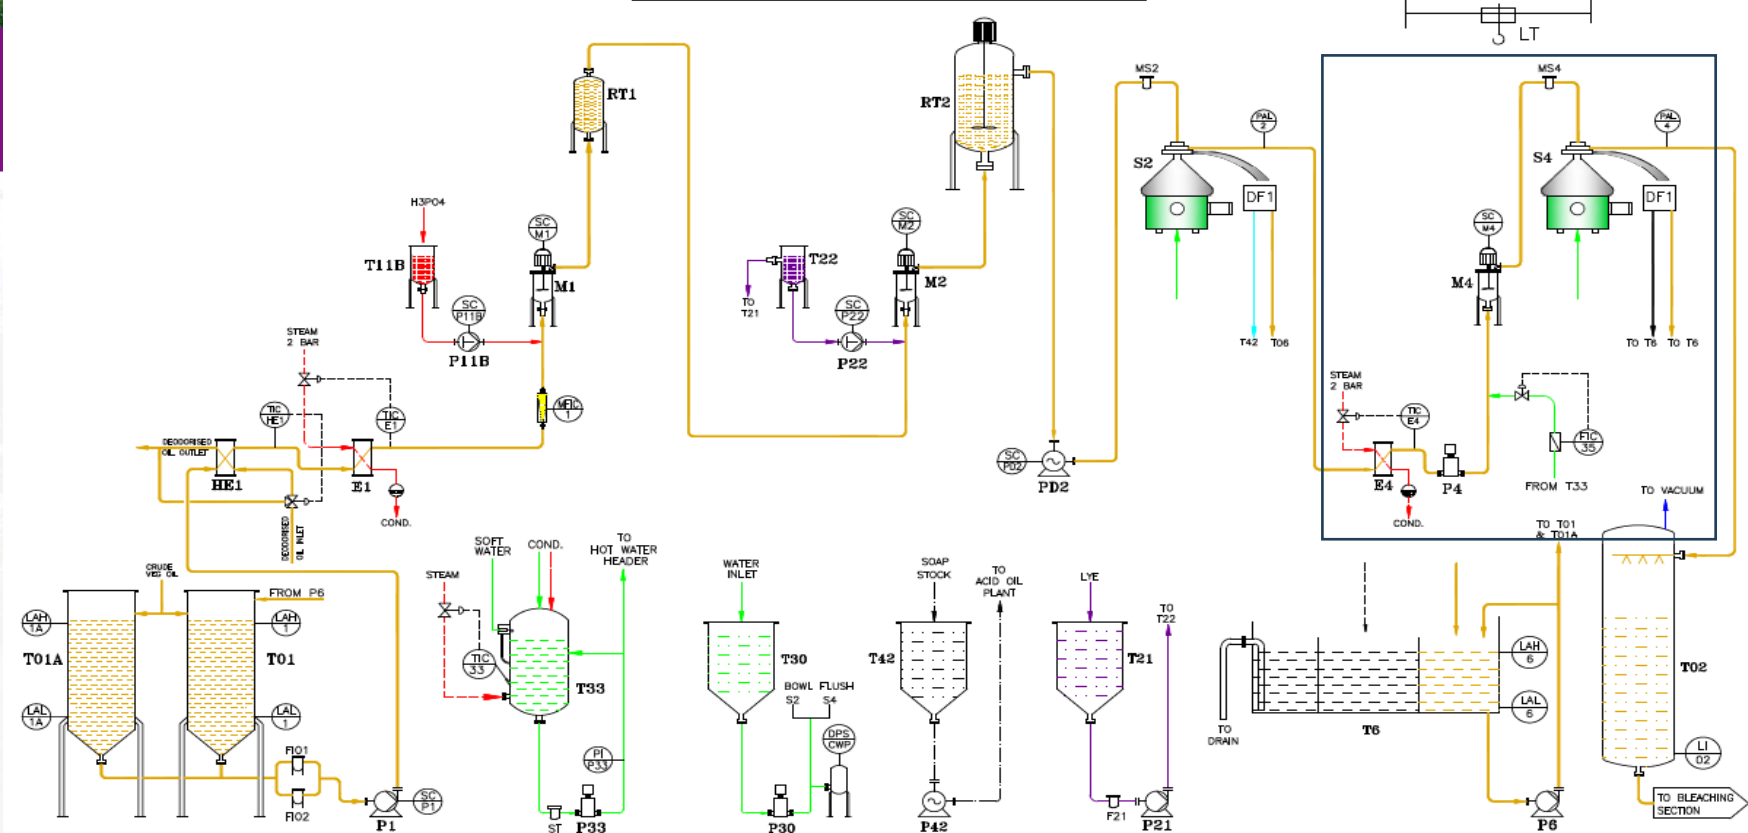 LT
MS2
MS4
RT1
RT2
PAL
2
PAL
4
S2
S4
DF1
DF1
H3PO4
SC
M1
SC
M2
SC
M4
T11B
T22
M1
M2
M4
TO
T21
SC
P11B
SC
P22
P11B
P22
T42
T06
TO T6
TO T6
STEAM
2 BAR
STEAM
2 BAR
TIC
HE1
TIC
E1
MFIC
1
TIC
E4
FIC
35
DEODORISED
OIL OUTLET
HE1
E1
SC
PD2
PD2
E4
P4
FROM T33
COND.
COND.
DEODORISED
OIL INLET
TO VACUUM
TO T01
& T01A
CRUDE
VEG OIL
FROM P6
STEAM
SOFT
WATER
COND.
TO
HOT WATER
HEADER
WATER
INLET
SOAP
STOCK
TO
ACID OIL
PLANT
LYE
TO
T22
LAH
1A
LAH
1
T01A
T01
LAL
1A
LAL
1
TIC
33
T33
T30
BOWL FLUSH
S2
S4
T42
T21
LAH
6
LAL
6
T6
TO
DRAIN
T02
LI
02
FI01
FI02
SC
P1
P1
PI
P33
ST
P33
DPS
CWP
P30
P42
F21
P21
P6
TO BLEACHING
SECTION